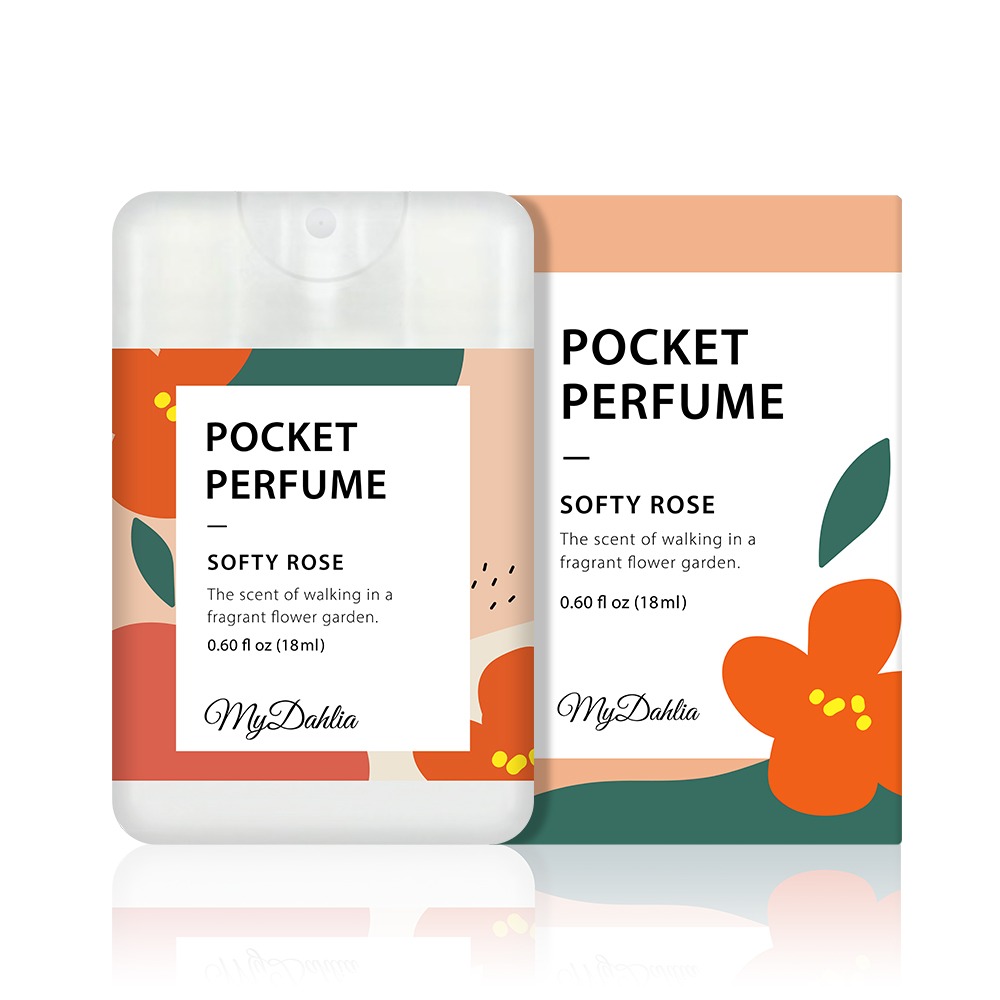 POCKET
PERFUME
SOFTY ROSE
The scent of walking in a
fragrant flower garden.
0.60 fl oz (18ml)
MyDahlia
POCKET
PERFUME
SOFTY ROSE
The scent of walking in a
fragrant flower garden.
0.60 fl oz (18ml)
MyDahlia